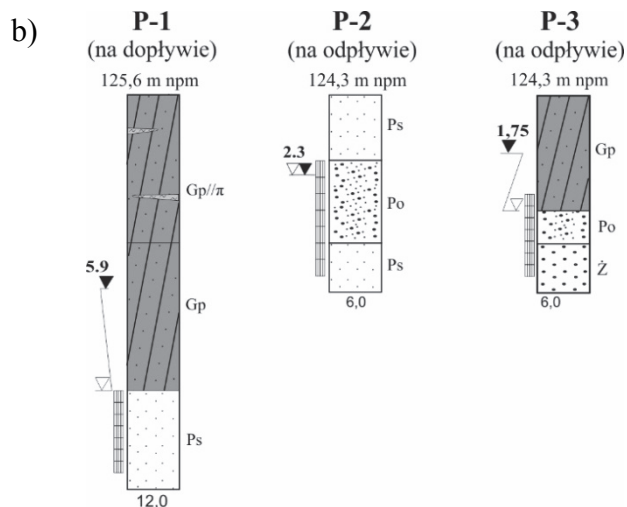 b)
P-1
(na dopływie)
125,6 m npm
Gp//π
5.9
Gp
Ps
12,0
P-2
(na odpływie)
124,3 m npm
Ps
2.3
Po
Ps
6,0
P-3
(na odpływie)
124,3 m npm
1,75
Gp
Po
Ż
6,0